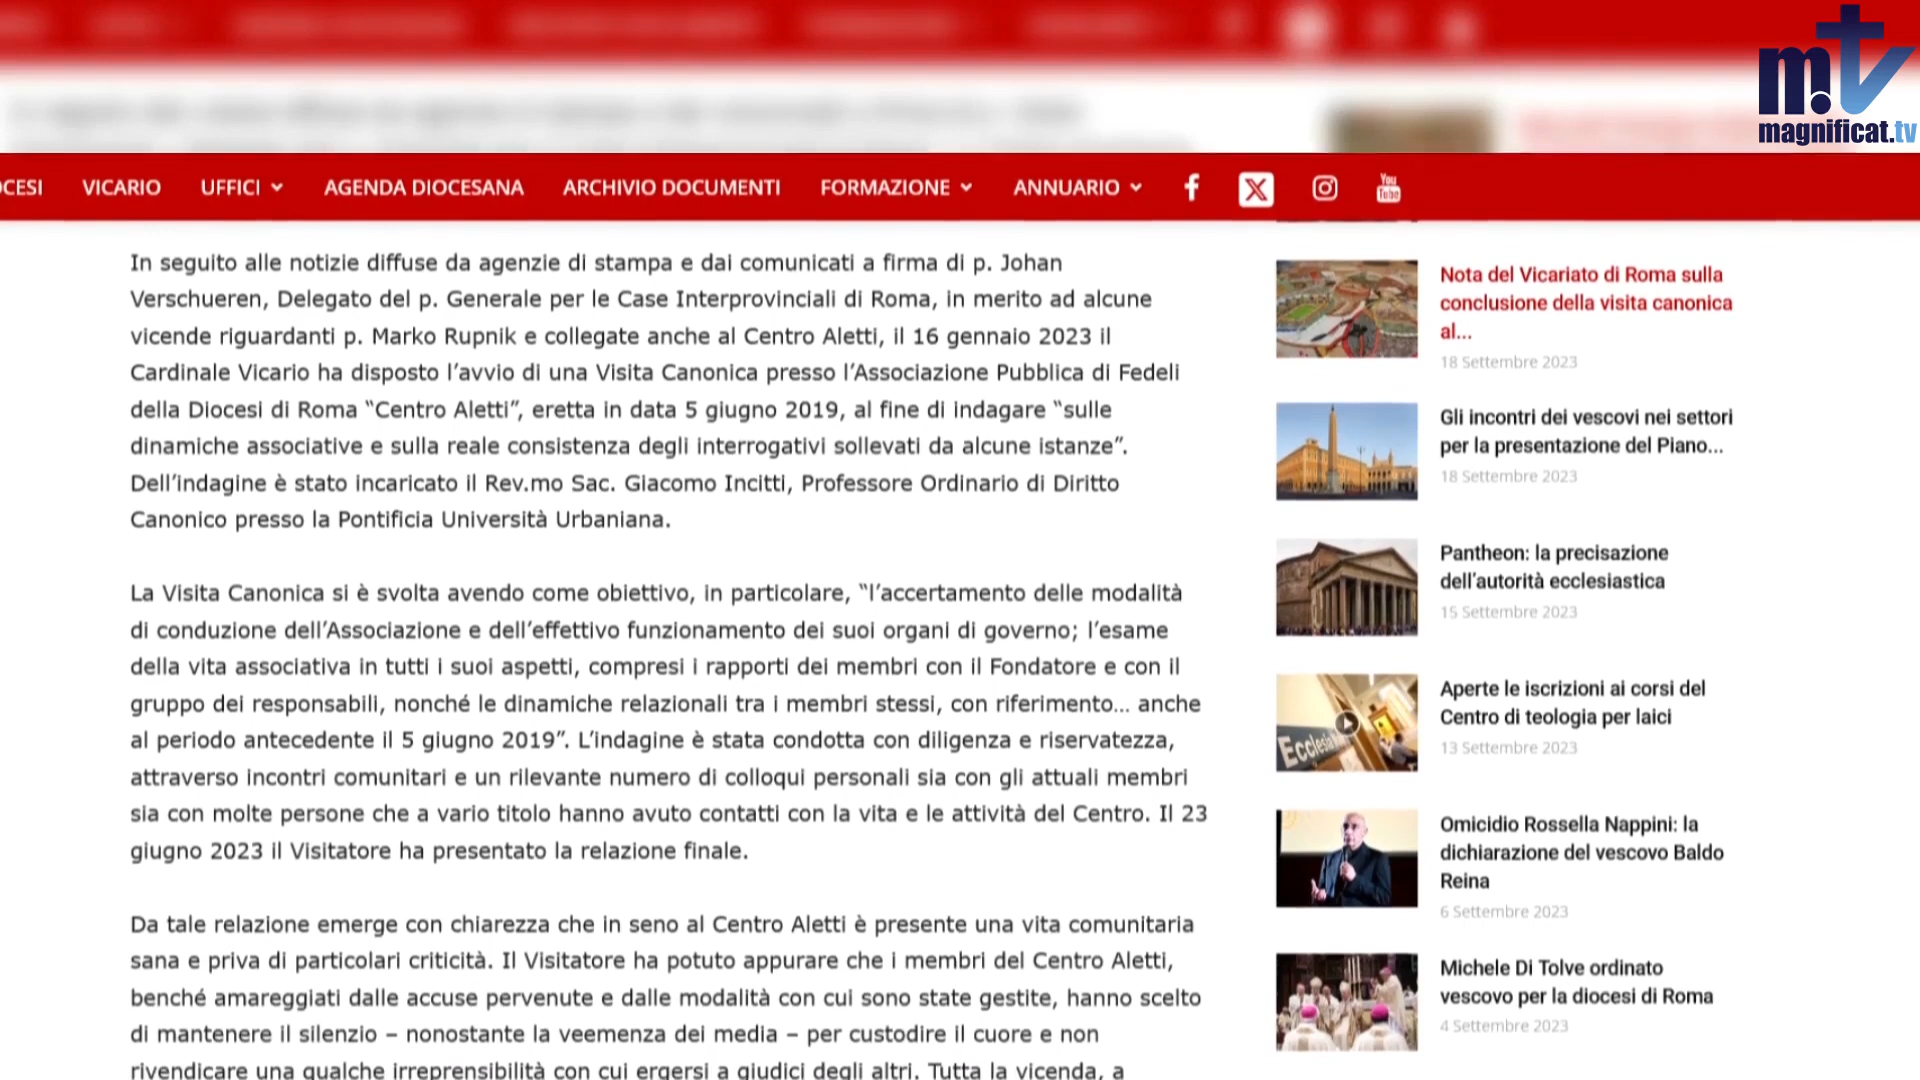 mtv
magnificat.tv
OCESI VICARIO UFFICI AGENDA DIOCESANA ARCHIVIO DOCUMENTI FORMAZIONE ANNUARIO f X You Tube
In seguito alle notizie diffuse da agenzie di stampa e dai comunicati a firma di p. Johan
Verschueren, Delegato del p. Generale per le Case Interprovinciali di Roma, in merito ad alcune
vicende riguardanti p. Marko Rupnik e collegate anche al Centro Aletti, il 16 gennaio 2023 il
Cardinale Vicario ha disposto l’avvio di una Visita Canonica presso l’Associazione Pubblica di Fedeli
della Diocesi di Roma “Centro Aletti”, eretta in data 5 giugno 2019, al fine di indagare “sulle
dinamiche associative e sulla reale consistenza degli interrogativi sollevati da alcune istanze”.
Dell’indagine è stato incaricato il Rev.mo Sac. Giacomo Incitti, Professore Ordinario di Diritto
Canonico presso la Pontificia Università Urbaniana.
La Visita Canonica si è svolta avendo come obiettivo, in particolare, “l’accertamento delle modalità
di conduzione dell’Associazione e dell’effettivo funzionamento dei suoi organi di governo; l’esame
della vita associativa in tutti i suoi aspetti, compresi i rapporti dei membri con il Fondatore e con il
gruppo dei responsabili, nonché le dinamiche relazionali tra i membri stessi, con riferimento… anche
al periodo antecedente il 5 giugno 2019”. L’indagine è stata condotta con diligenza e riservatezza,
attraverso incontri comunitari e un rilevante numero di colloqui personali sia con gli attuali membri
sia con molte persone che a vario titolo hanno avuto contatti con la vita e le attività del Centro. Il 23
giugno 2023 il Visitatore ha presentato la relazione finale.
Da tale relazione emerge con chiarezza che in seno al Centro Aletti è presente una vita comunitaria
sana e priva di particolari criticità. Il Visitatore ha potuto appurare che i membri del Centro Aletti,
benché amareggiati dalle accuse pervenute e dalle modalità con cui sono state gestite, hanno scelto
di mantenere il silenzio – nonostante la veemenza dei media – per custodire il cuore e non
rivendicare una qualche irreprensibilità con cui ergersi a giudici degli altri. Tutta la vicenda, a
Nota del Vicariato di Roma sulla
conclusione della visita canonica
al...
18 Settembre 2023
Gli incontri dei vescovi nei settori
per la presentazione del Piano...
18 Settembre 2023
Pantheon: la precisazione
dell’autorità ecclesiastica
15 Settembre 2023
Ecclesia
Aperte le iscrizioni ai corsi del
Centro di teologia per laici
13 Settembre 2023
Omicidio Rossella Nappini: la
dichiarazione del vescovo Baldo
Reina
6 Settembre 2023
Michele Di Tolve ordinato
vescovo per la diocesi di Roma
4 Settembre 2023